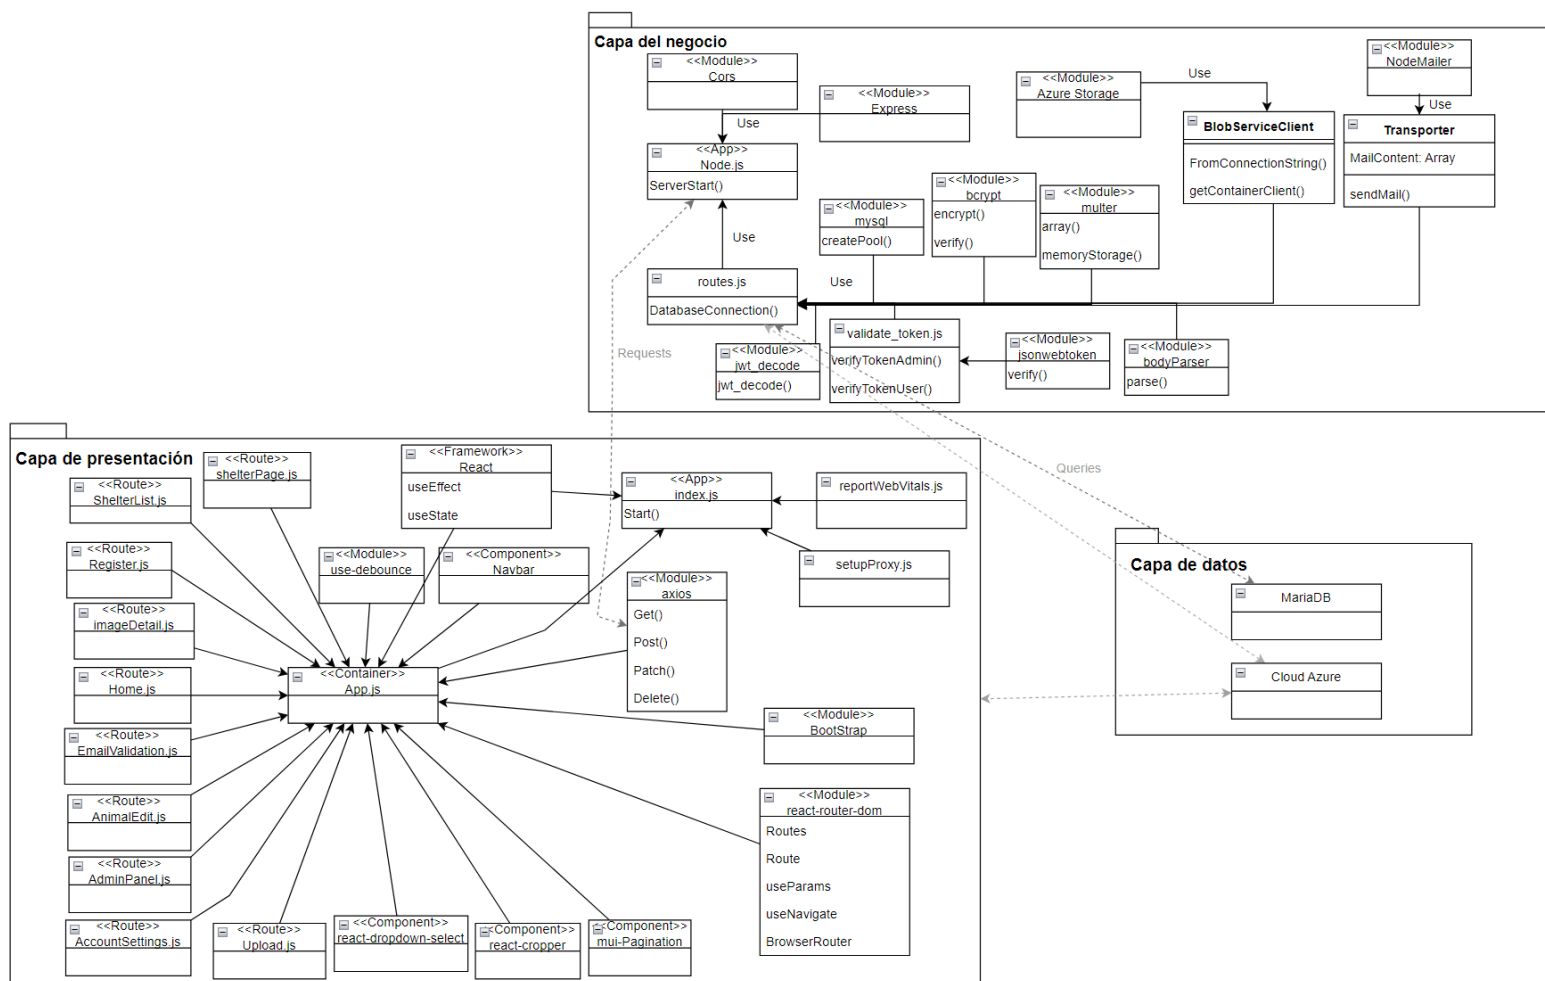 Capa del negocio
<<Module>>
Cors
<<Module>>
Express
Use
<<App>>
Node.js
ServerStart()
Use
routes.js
DatabaseConnection()
<<Module>>
Azure Storage
Use
BlobServiceClient
FromConnectionString()
getContainerClient()
<<Module>>
NodeMailer
Use
Transporter
MailContent: Array
sendMail()
<<Module>>
mysql
createPool()
<<Module>>
bcrypt
encrypt()
verify()
<<Module>>
multer
array()
memoryStorage()
Use
<<Module>>
jwt_decode
jwt_decode()
validate_token.js
verifyTokenAdmin()
verifyTokenUser()
<<Module>>
jsonwebtoken
verify()
<<Module>>
bodyParser
parse()
Requests
Queries
Capa de presentación
<<Route>>
shelterPage.js
<<Route>>
ShelterList.js
<<Framework>>
React
useEffect
useState
<<App>>
index.js
Start()
reportWebVitals.js
setupProxy.js
<<Route>>
Register.js
<<Module>>
use-debounce
<<Component>>
Navbar
<<Module>>
axios
Get()
Post()
Patch()
Delete()
<<Route>>
imageDetail.js
<<Route>>
Home.js
<<Container>>
App.js
<<Route>>
EmailValidation.js
<<Module>>
BootStrap
<<Route>>
AnimalEdit.js
<<Module>>
react-router-dom
Routes
Route
useParams
useNavigate
BrowserRouter
<<Route>>
AdminPanel.js
<<Route>>
AccountSettings.js
<<Route>>
Upload.js
<<Component>>
react-dropdown-select
<<Component>>
react-cropper
<<Component>>
mui-Pagination
Capa de datos
MariaDB
Cloud Azure